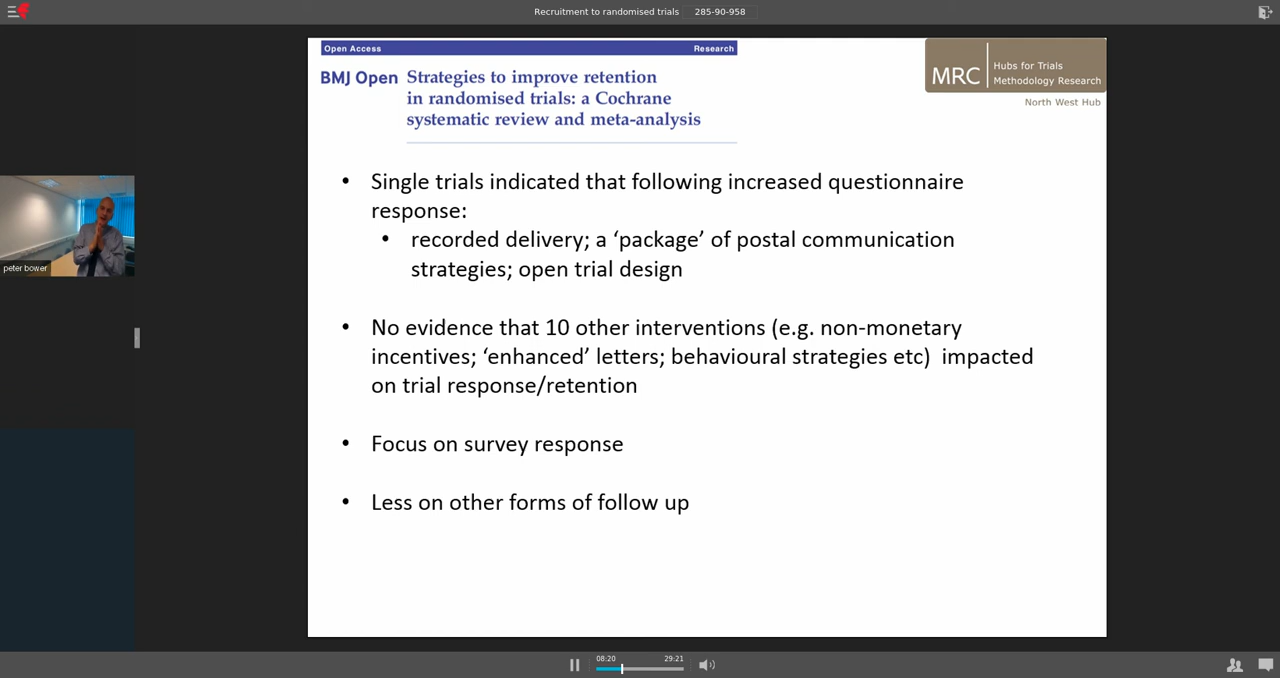 Recruitment to randomised trials 285-90-958
Open Access Research
BMJ Open Strategies to improve retention
in randomised trials: a Cochrane
systematic review and meta-analysis
MRC Hubs for Trials
Methodology Research
North West Hub
• Single trials indicated that following increased questionnaire
response:
• recorded delivery; a ‘package’ of postal communication
strategies; open trial design
• No evidence that 10 other interventions (e.g. non-monetary
incentives; ‘enhanced’ letters; behavioural strategies etc) impacted
on trial response/retention
• Focus on survey response
• Less on other forms of follow up
peter bower
08:20 29:21